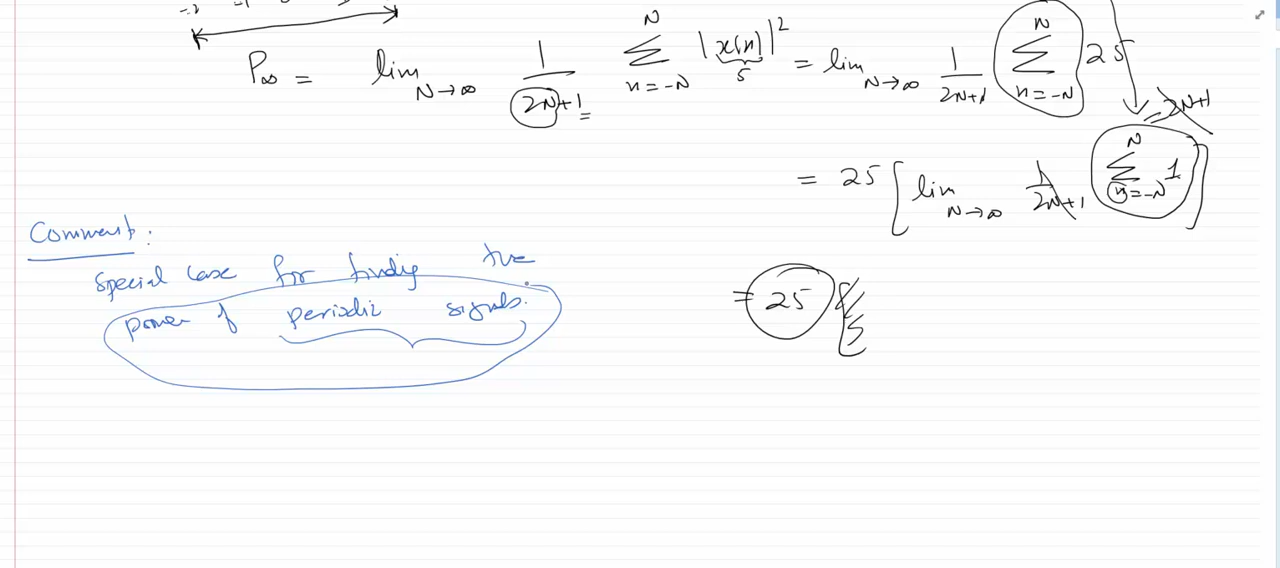 P∞ = lim N→∞ 1/(2N+1) N ∑ n=-N |x(n)|² 5 = lim N→∞ 1/(2N+1) N ∑ n=-N 25
= 2N+1
= 25 [ lim N→∞ 1/(2N+1) N ∑ n=-N 1 ]
= 25
Comment:
Special case for finding the
power of periodic signals.